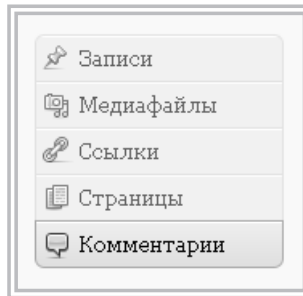 Записи
Медиафайлы
Ссылки
Страницы
Комментарии